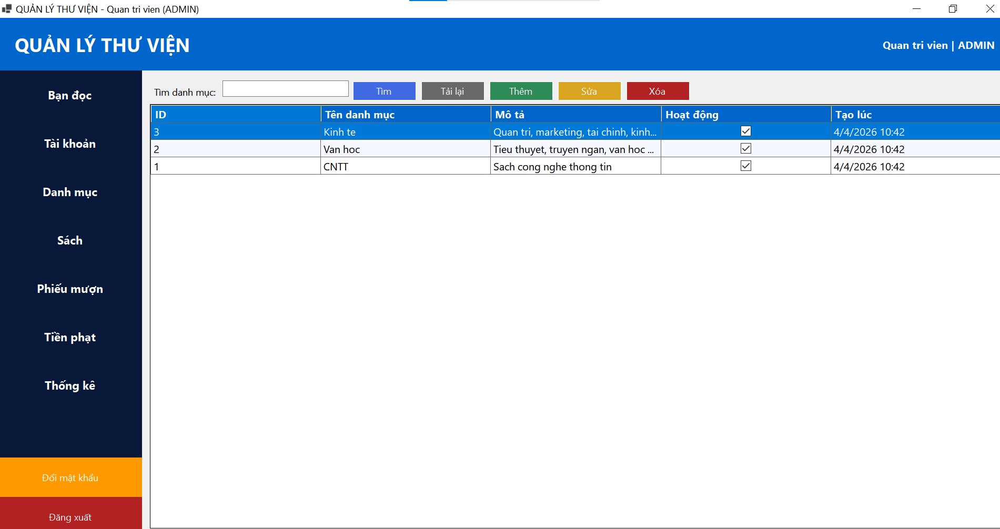 QUẢN LÝ THƯ VIỆN - Quan tri vien (ADMIN)
QUẢN LÝ THƯ VIỆN
Quan tri vien | ADMIN
Bạn đọc
Tài khoản
Danh mục
Sách
Phiếu mượn
Tiền phạt
Thống kê
Đổi mật khẩu
Đăng xuất
Tìm danh mục: Tìm Tải lại Thêm Sửa Xóa
ID Tên danh mục Mô tả Hoạt động Tạo lúc
3 Kinh te Quan tri, marketing, tai chinh, kinh... 4/4/2026 10:42
2 Van hoc Tieu thuyet, truyen ngan, van hoc ... 4/4/2026 10:42
1 CNTT Sach cong nghe thong tin 4/4/2026 10:42